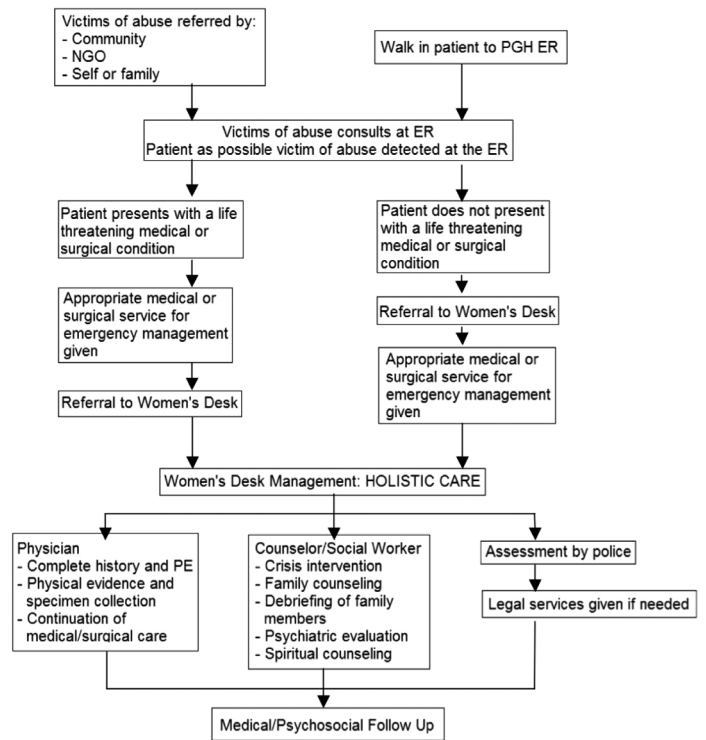 Victims of abuse referred by:
- Community
- NGO
- Self or family
Walk in patient to PGH ER
Victims of abuse consults at ER
Patient as possible victim of abuse detected at the ER
Patient presents with a life
threatening medical or
surgical condition
Patient does not present
with a life threatening
medical or surgical
condition
Appropriate medical or
surgical service for
emergency management
given
Referral to Women's Desk
Referral to Women's Desk
Appropriate medical or
surgical service for
emergency management
given
Women's Desk Management: HOLISTIC CARE
Physician
- Complete history and PE
- Physical evidence and
specimen collection
- Continuation of
medical/surgical care
Counselor/Social Worker
- Crisis intervention
- Family counseling
- Debriefing of family
members
- Psychiatric evaluation
- Spiritual counseling
Assessment by police
Legal services given if needed
Medical/Psychosocial Follow Up